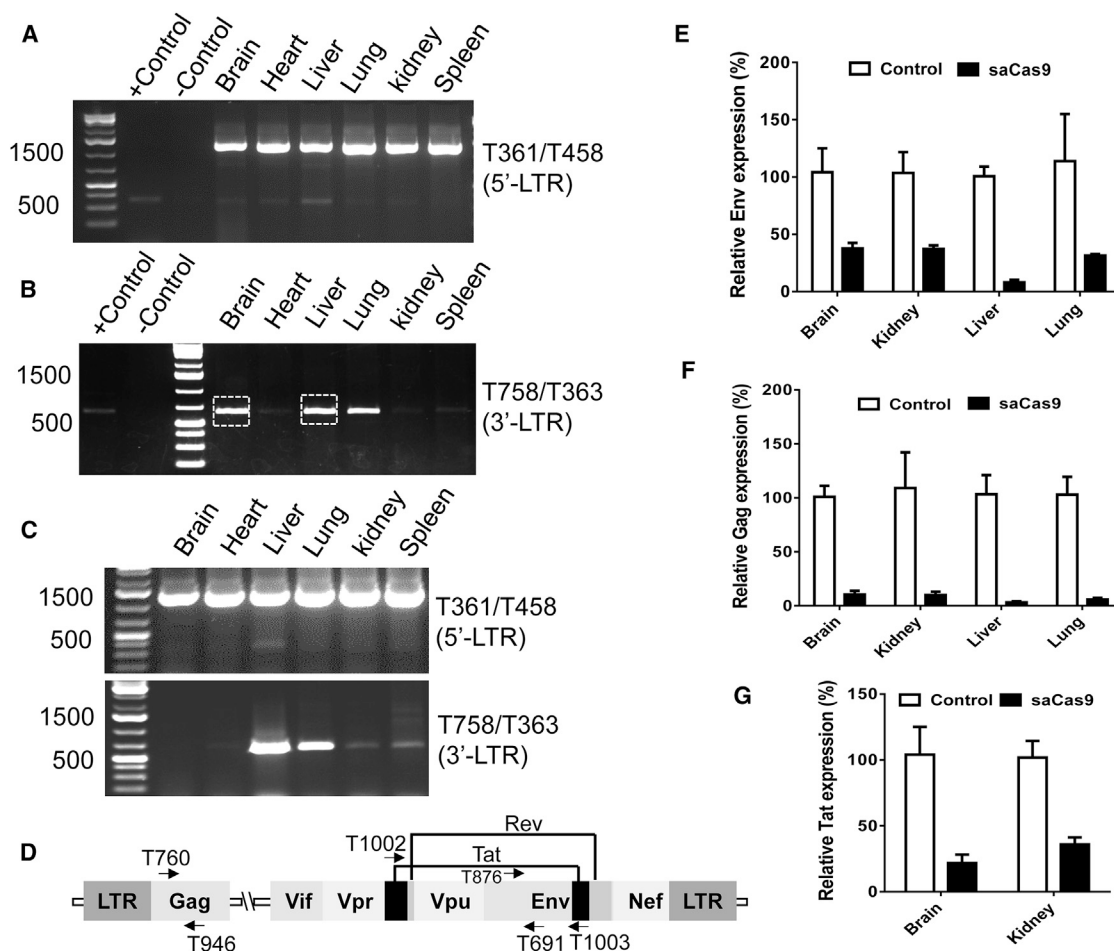 A
+Control -Control Brain Heart Liver Lung kidney Spleen
1500
500
T361/T458
(5'-LTR)
B
+Control -Control Brain Heart Liver Lung kidney Spleen
1500
500
T758/T363
(3'-LTR)
C
Brain Heart Liver Lung kidney Spleen
1500
500
T361/T458
(5'-LTR)
1500
500
T758/T363
(3'-LTR)
D
Rev
T1002
Tat
T760
T876
LTR Gag Vif Vpr Vpu Env Nef LTR
T946 T691 T1003
E
Relative Env expression (%)
Control saCas9
200
150
100
50
0
Brain Kidney Liver Lung
F
Relative Gag expression (%)
Control saCas9
200
150
100
50
0
Brain Kidney Liver Lung
G
Relative Tat expression (%)
Control saCas9
150
100
50
0
Brain Kidney